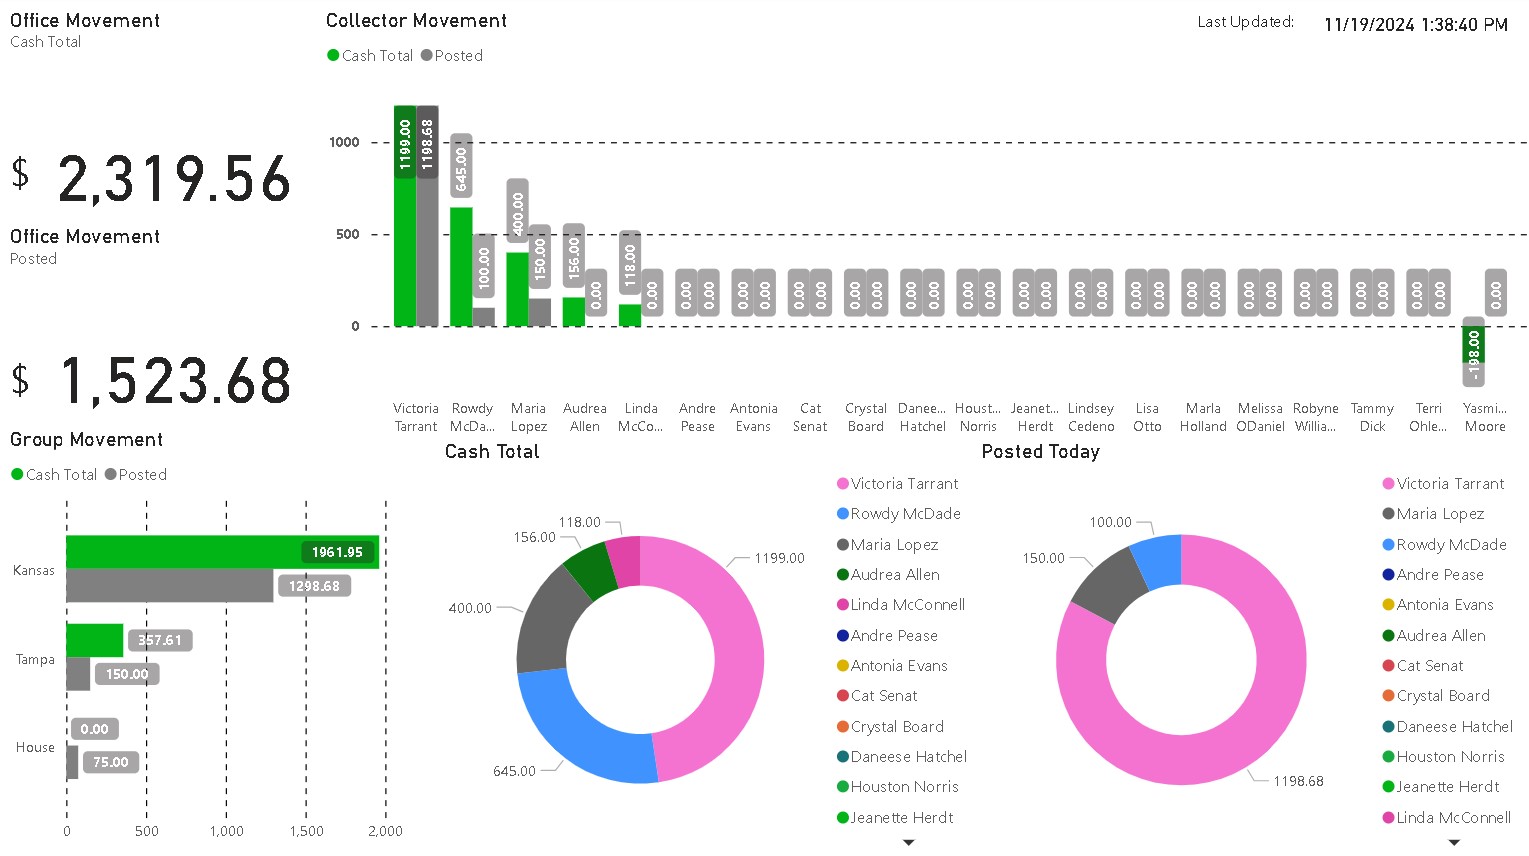 Office Movement
Cash Total
$ 2,319.56
Office Movement
Posted
$ 1,523.68
Collector Movement
Cash Total Posted
Last Updated: 11/19/2024 1:38:40 PM
1000
500
0
1199.00 1198.68 645.00 100.00 400.00 150.00 156.00 0.00 118.00 0.00 0.00 0.00 0.00 0.00 0.00 0.00 0.00 0.00 0.00 0.00 0.00 0.00 0.00 0.00 0.00 0.00 0.00 0.00 0.00 0.00 0.00 0.00 0.00 0.00 0.00 0.00 0.00 0.00 -198.00 0.00
Victoria Rowdy Maria Audrea Linda Andre Antonia Cat Crystal Danee... Houst... Jeanet... Lindsey Lisa Marla Melissa Robyne Tammy Terri Yasmi...
Tarrant McDa... Lopez Allen McCo... Pease Evans Senat Board Hatchel Norris Herdt Cedeno Otto Holland ODaniel Willia... Dick Ohle... Moore
Group Movement
Cash Total Posted
Kansas 1961.95
1298.68
Tampa 357.61
150.00
House 0.00
75.00
0 500 1,000 1,500 2,000
Cash Total
118.00
156.00
1199.00
400.00
645.00
Victoria Tarrant
Rowdy McDade
Maria Lopez
Audrea Allen
Linda McConnell
Andre Pease
Antonia Evans
Cat Senat
Crystal Board
Daneese Hatchel
Houston Norris
Jeanette Herdt
Posted Today
100.00
150.00
1198.68
Victoria Tarrant
Maria Lopez
Rowdy McDade
Andre Pease
Antonia Evans
Audrea Allen
Cat Senat
Crystal Board
Daneese Hatchel
Houston Norris
Jeanette Herdt
Linda McConnell